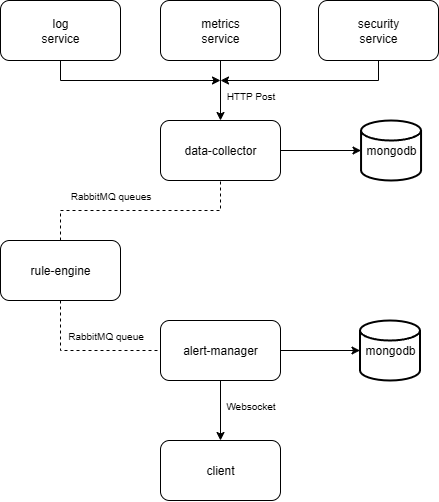 log
service
metrics
service
security
service
HTTP Post
data-collector
mongodb
RabbitMQ queues
rule-engine
RabbitMQ queue
alert-manager
mongodb
Websocket
client